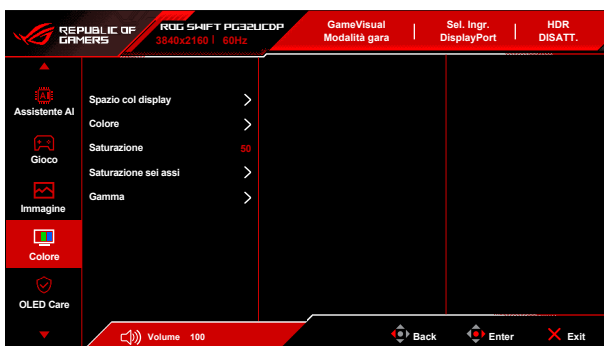 REPUBLIC OF
GAMERS
ROG SWIFT PG32UCDP
3840x2160 | 60Hz
GameVisual
Modalità gara
Sel. Ingr.
DisplayPort
HDR
DISATT.
AI
Assistente AI
Gioco
Immagine
Colore
OLED Care
Spazio col display
Colore
Saturazione 50
Saturazione sei assi
Gamma
Volume 100
Back
Enter
Exit